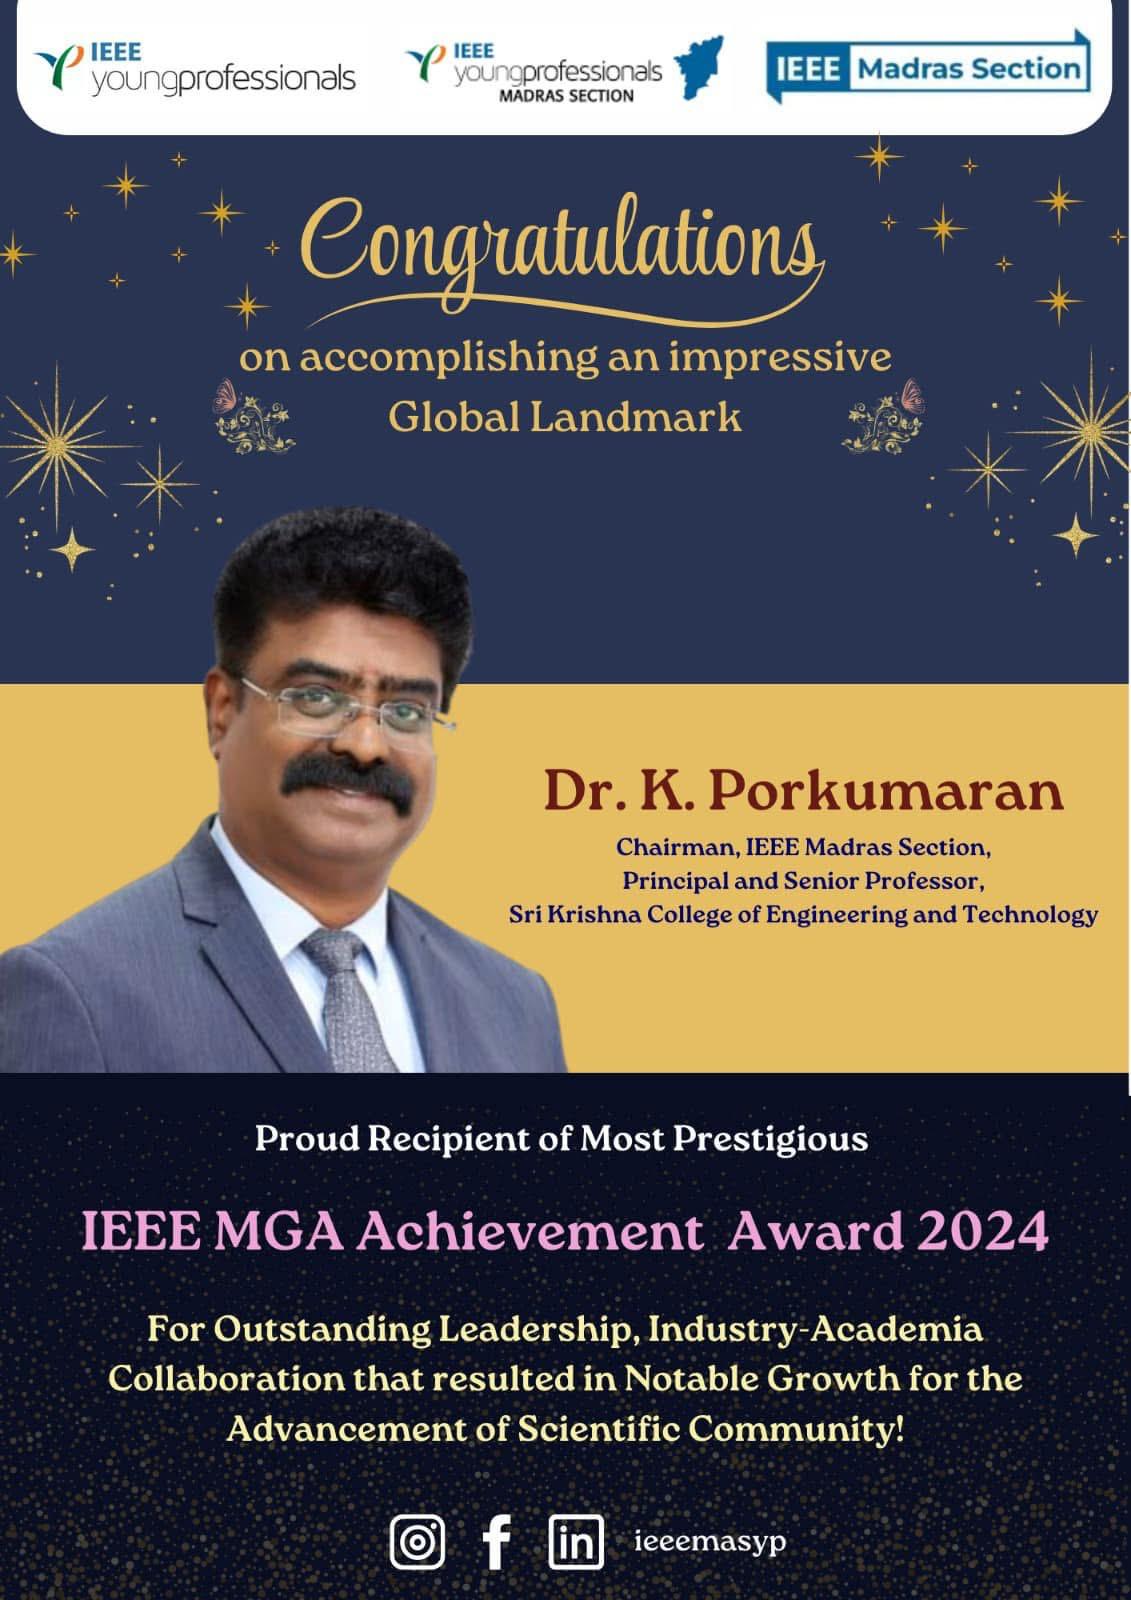 IEEE
youngprofessionals
IEEE
youngprofessionals
MADRAS SECTION
IEEE Madras Section
Congratulations
on accomplishing an impressive
Global Landmark
Dr. K. Porkumaran
Chairman, IEEE Madras Section,
Principal and Senior Professor,
Sri Krishna College of Engineering and Technology
Proud Recipient of Most Prestigious
IEEE MGA Achievement Award 2024
For Outstanding Leadership, Industry-Academia
Collaboration that resulted in Notable Growth for the
Advancement of Scientific Community!
in ieeemasyp